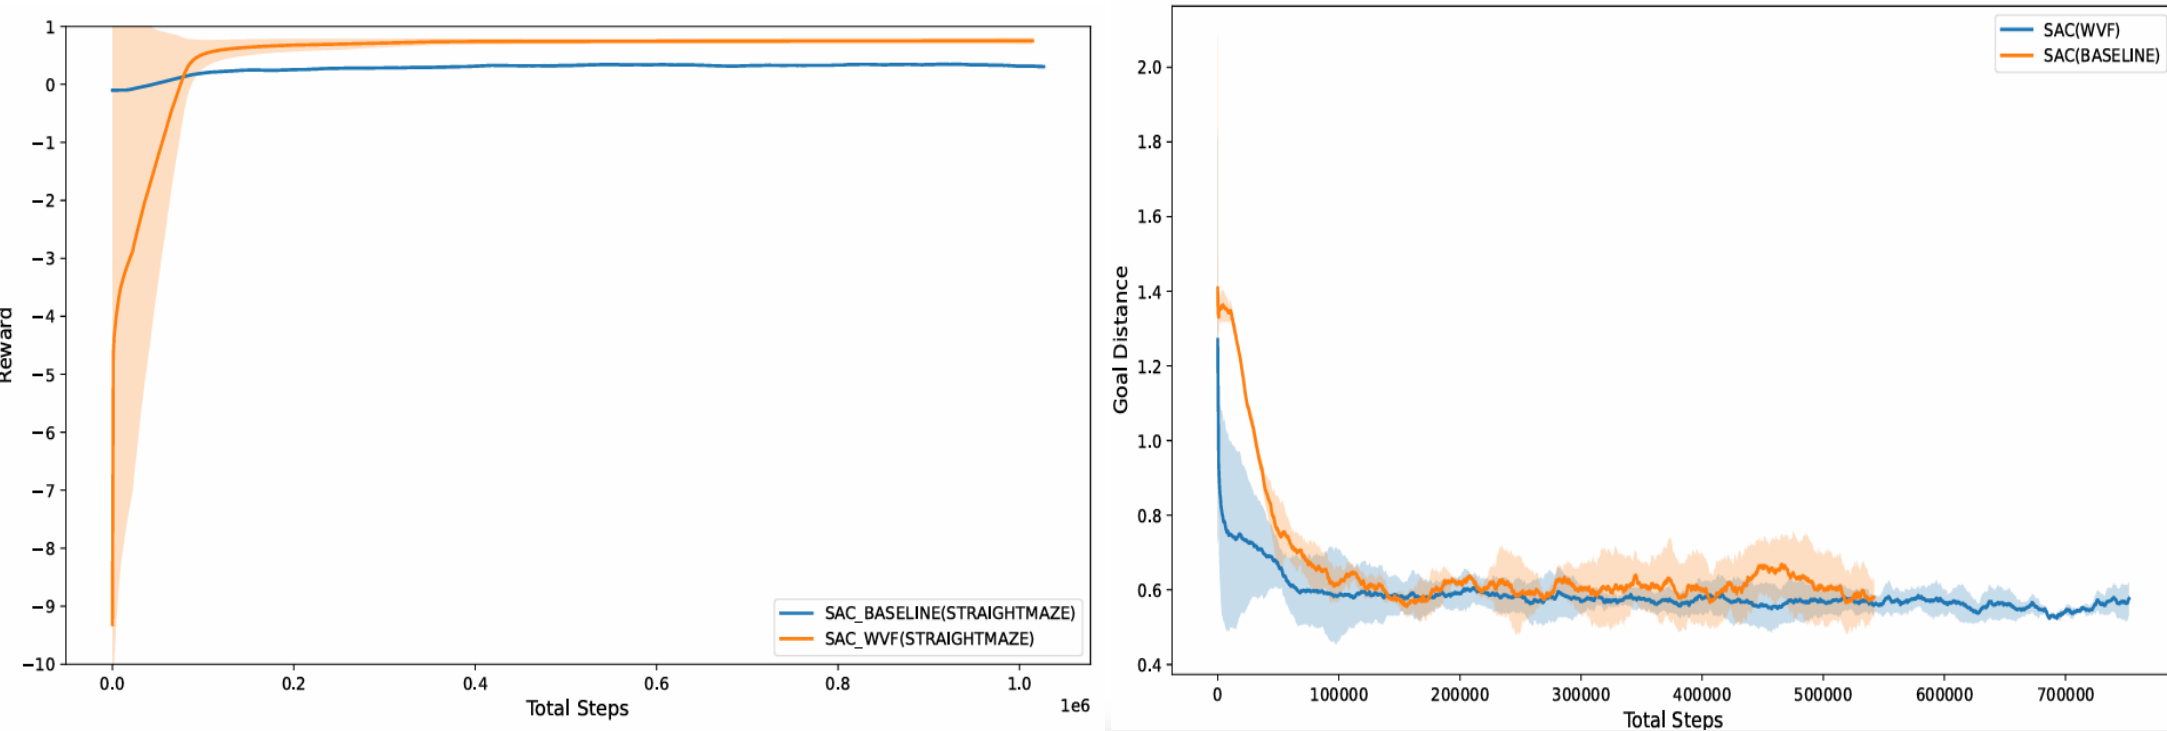 1
0
−1
−2
−3
−4
−5
−6
−7
−8
−9
−10
Reward
0.0 0.2 0.4 0.6 0.8 1.0
1e6
Total Steps
SAC_BASELINE(STRAIGHTMAZE)
SAC_WVF(STRAIGHTMAZE)
2.0
1.8
1.6
1.4
1.2
1.0
0.8
0.6
0.4
Goal Distance
0 100000 200000 300000 400000 500000 600000 700000
Total Steps
SAC(WVF)
SAC(BASELINE)